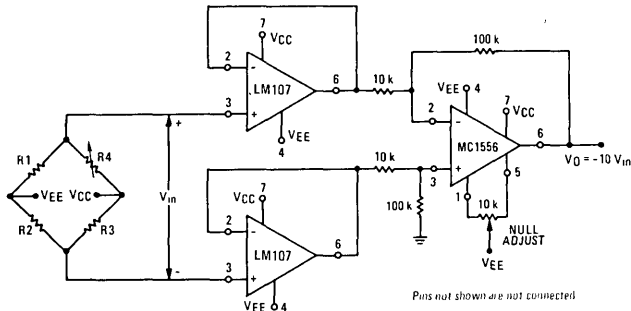 7
VCC
2
-
LM107
6
3
+
VEE
4
10 k
100 k
VEE
4
7
VCC
2
-
MC1556
6
3
+
5
1
10 k
NULL
ADJUST
VEE
VO = -10 Vin
R1
R4
VEE
VCC
R2
R3
+
Vin
-
7
VCC
2
-
LM107
6
3
+
VEE
4
10 k
100 k
Pins not shown are not connected